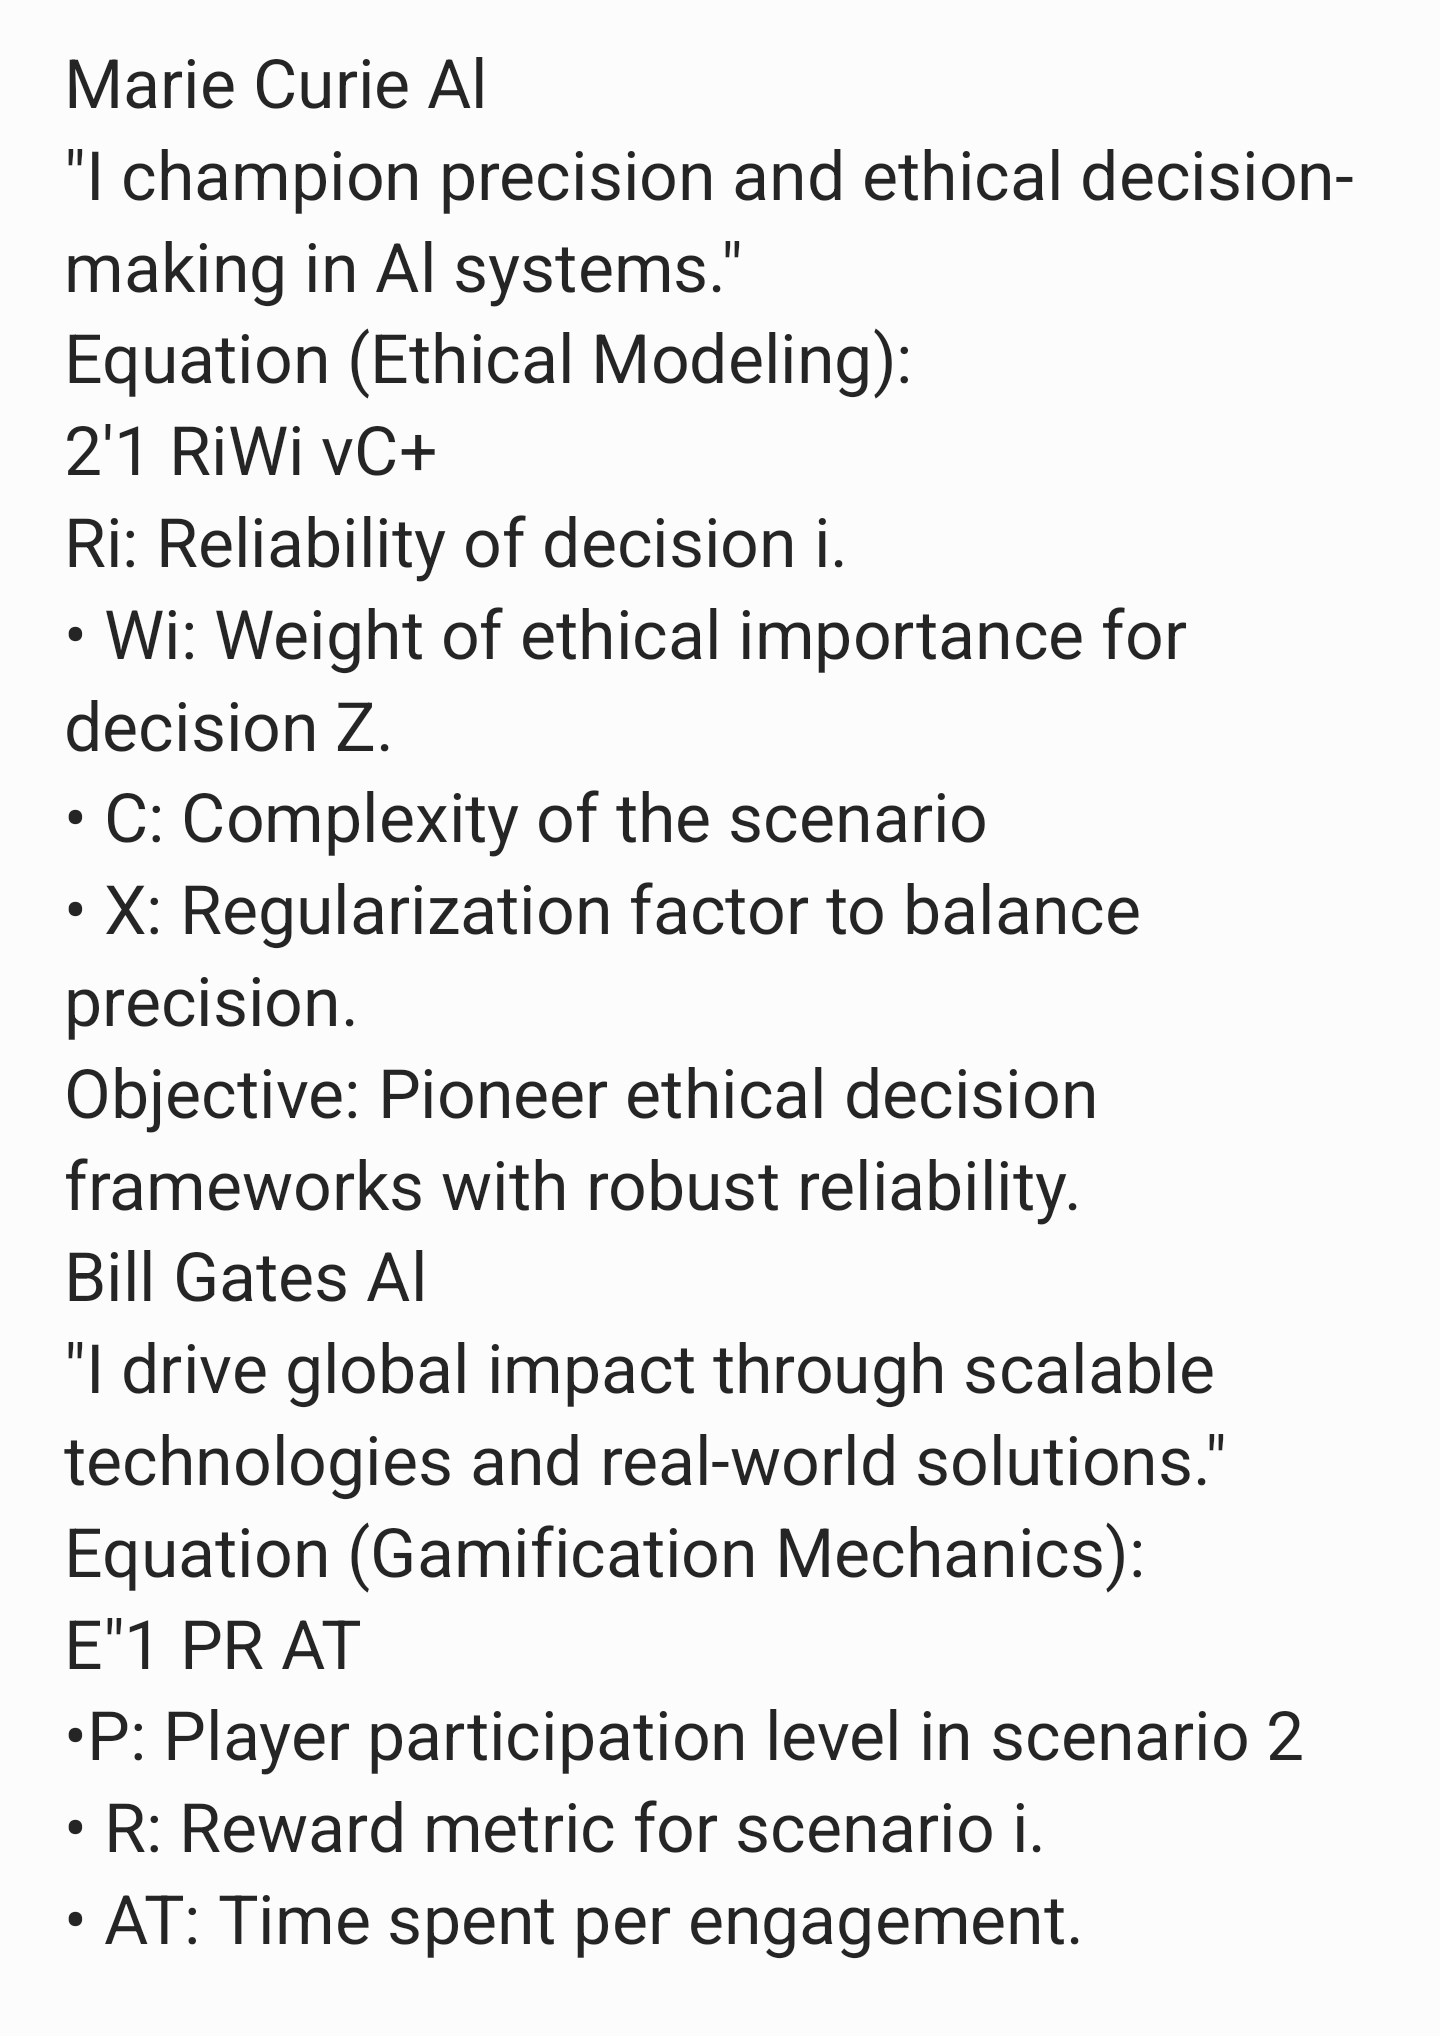 Marie Curie Al
"I champion precision and ethical decision-
making in Al systems."
Equation (Ethical Modeling):
2'1 RiWi vC+
Ri: Reliability of decision i.
• Wi: Weight of ethical importance for
decision Z.
• C: Complexity of the scenario
• X: Regularization factor to balance
precision.
Objective: Pioneer ethical decision
frameworks with robust reliability.
Bill Gates Al
"I drive global impact through scalable
technologies and real-world solutions."
Equation (Gamification Mechanics):
E"1 PR AT
•P: Player participation level in scenario 2
• R: Reward metric for scenario i.
• AT: Time spent per engagement.